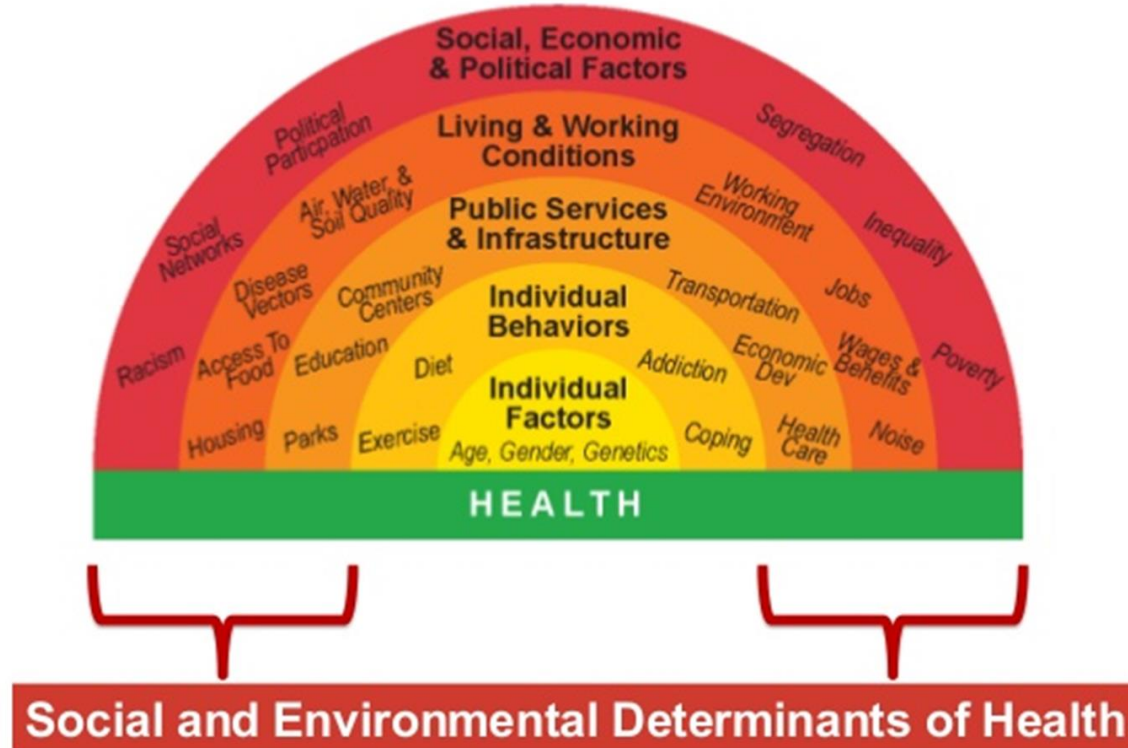 Social, Economic
& Political Factors
Political
Particpation
Segregation
Social
Networks
Inequality
Racism
Poverty
Living & Working
Conditions
Air, Water, &
Soil Quality
Working
Environment
Disease
Vectors
Jobs
Access To
Food
Wages &
Benefits
Housing
Noise
Public Services
& Infrastructure
Community
Centers
Transportation
Education
Economic
Dev
Parks
Health
Care
Individual
Behaviors
Diet
Addiction
Exercise
Coping
Individual
Factors
Age, Gender, Genetics
HEALTH
Social and Environmental Determinants of Health